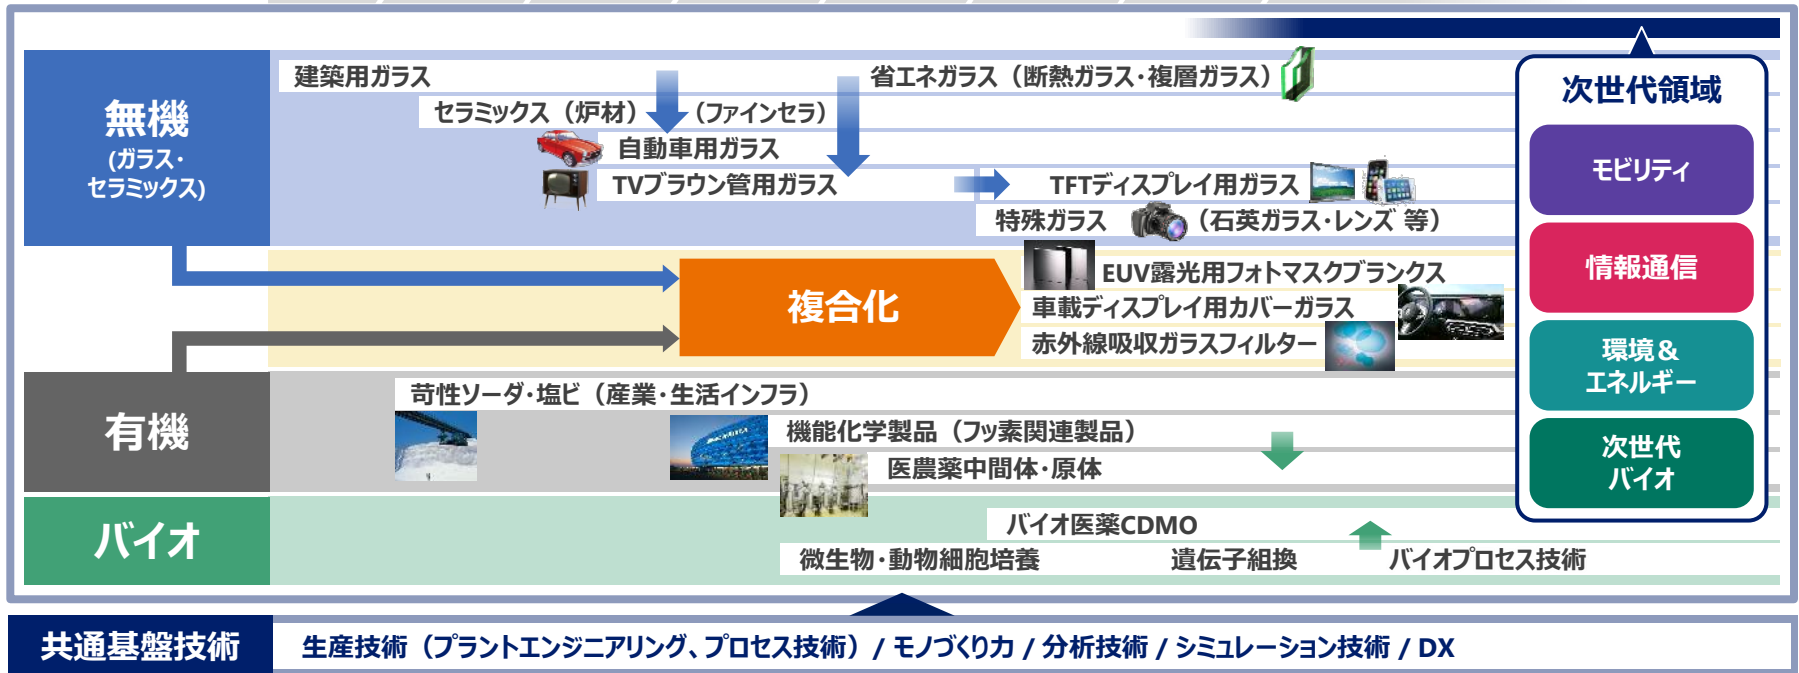 無機
(ガラス・
セラミックス)
建築用ガラス
省エネガラス（断熱ガラス・複層ガラス）
セラミックス（炉材）
（ファインセラ）
自動車用ガラス
TVブラウン管用ガラス
TFTディスプレイ用ガラス
特殊ガラス
（石英ガラス・レンズ 等）
複合化
EUV露光用フォトマスクブランクス
車載ディスプレイ用カバーガラス
赤外線吸収ガラスフィルター
有機
苛性ソーダ・塩ビ（産業・生活インフラ）
機能化学製品（フッ素関連製品）
医農薬中間体・原体
バイオ
バイオ医薬CDMO
微生物・動物細胞培養
遺伝子組換
バイオプロセス技術
次世代領域
モビリティ
情報通信
環境＆
エネルギー
次世代
バイオ
共通基盤技術
生産技術（プラントエンジニアリング、プロセス技術）/ モノづくり力 / 分析技術 / シミュレーション技術 / DX